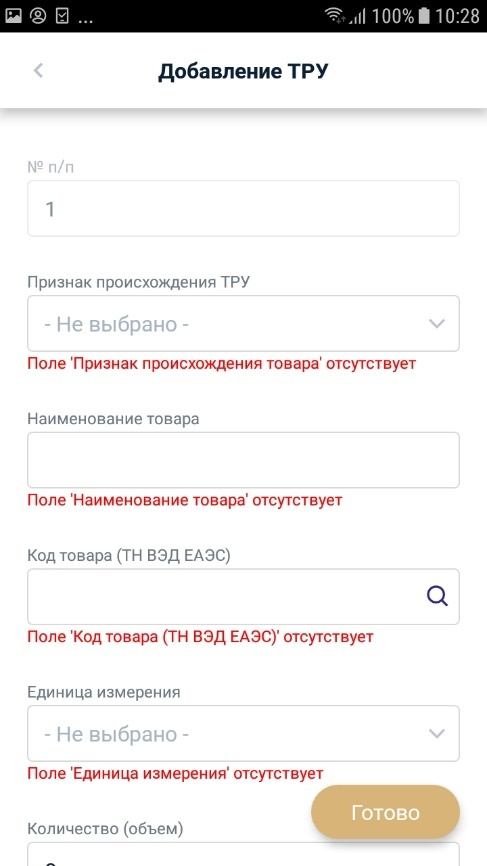 ... 100% 10:28
Добавление ТРУ
№ п/п
1
Признак происхождения ТРУ
- Не выбрано -
Поле 'Признак происхождения товара' отсутствует
Наименование товара
Поле 'Наименование товара' отсутствует
Код товара (ТН ВЭД ЕАЭС)
Поле 'Код товара (ТН ВЭД ЕАЭС)' отсутствует
Единица измерения
- Не выбрано -
Поле 'Единица измерения' отсутствует
Готово
Количество (объем)